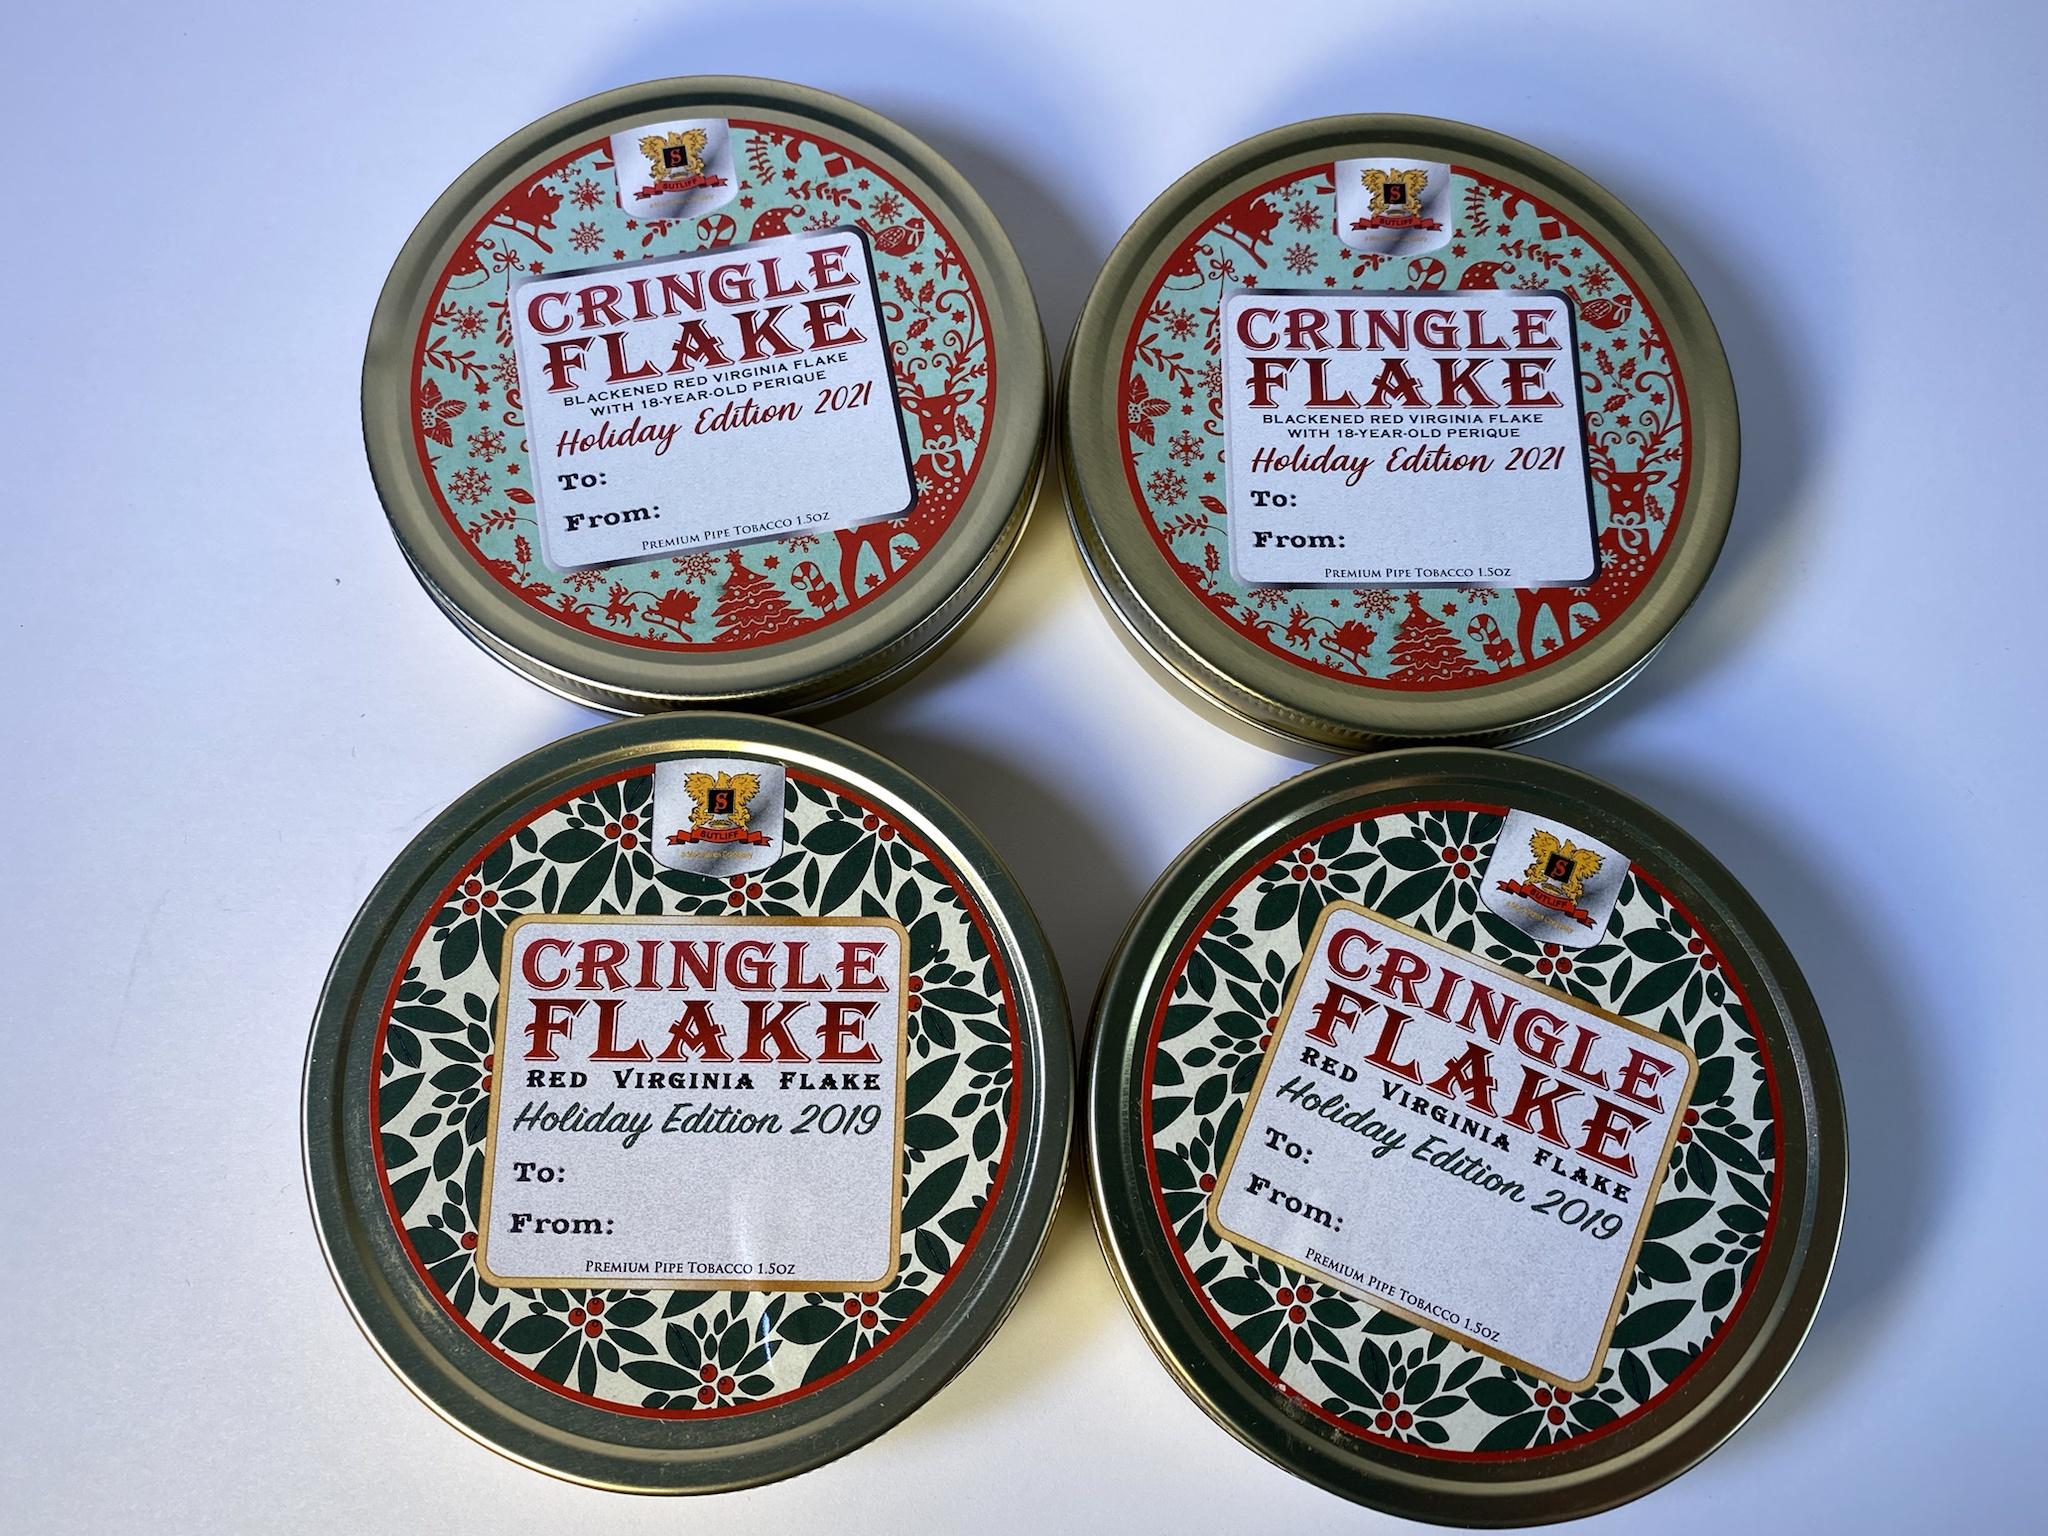 S
SUTLIFF
CRINGLE
FLAKE
BLACKENED RED VIRGINIA FLAKE
WITH 18-YEAR-OLD PERIQUE
Holiday Edition 2021
To:
From:
PREMIUM PIPE TOBACCO 1.5OZ
S
SUTLIFF
CRINGLE
FLAKE
BLACKENED RED VIRGINIA FLAKE
WITH 18-YEAR-OLD PERIQUE
Holiday Edition 2021
To:
From:
PREMIUM PIPE TOBACCO 1.5OZ
S
SUTLIFF
CRINGLE
FLAKE
RED VIRGINIA FLAKE
Holiday Edition 2019
To:
From:
PREMIUM PIPE TOBACCO 1.5OZ
S
SUTLIFF
CRINGLE
FLAKE
RED VIRGINIA FLAKE
Holiday Edition 2019
To:
From:
PREMIUM PIPE TOBACCO 1.5OZ